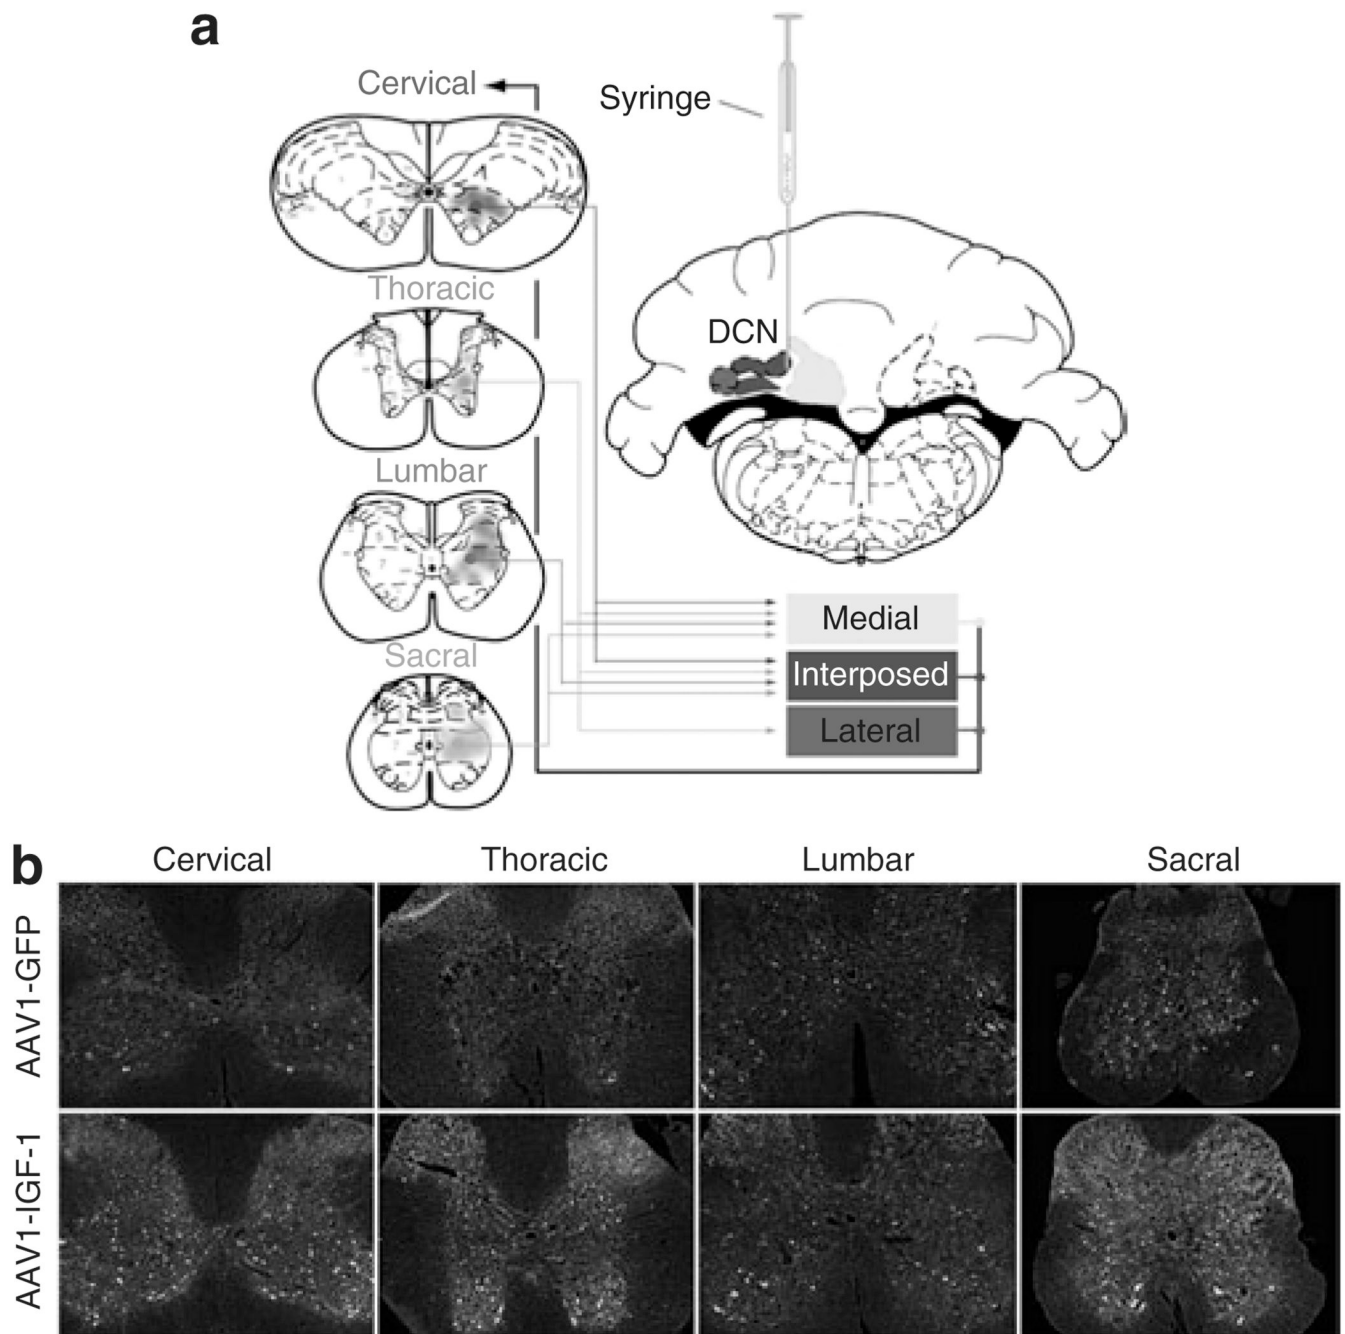 a
Cervical
Syringe
Thoracic
DCN
Lumbar
Medial
Sacral
Interposed
Lateral
b
Cervical Thoracic Lumbar Sacral
AAV1-GFP
AAV1-IGF-1